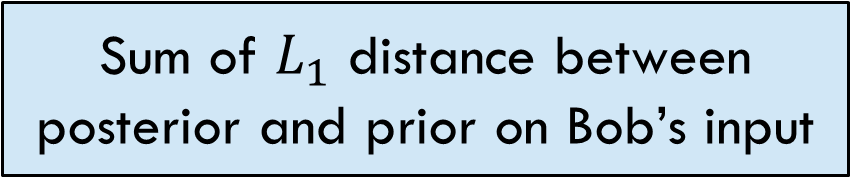 Sum of L₁ distance between
posterior and prior on Bob's input